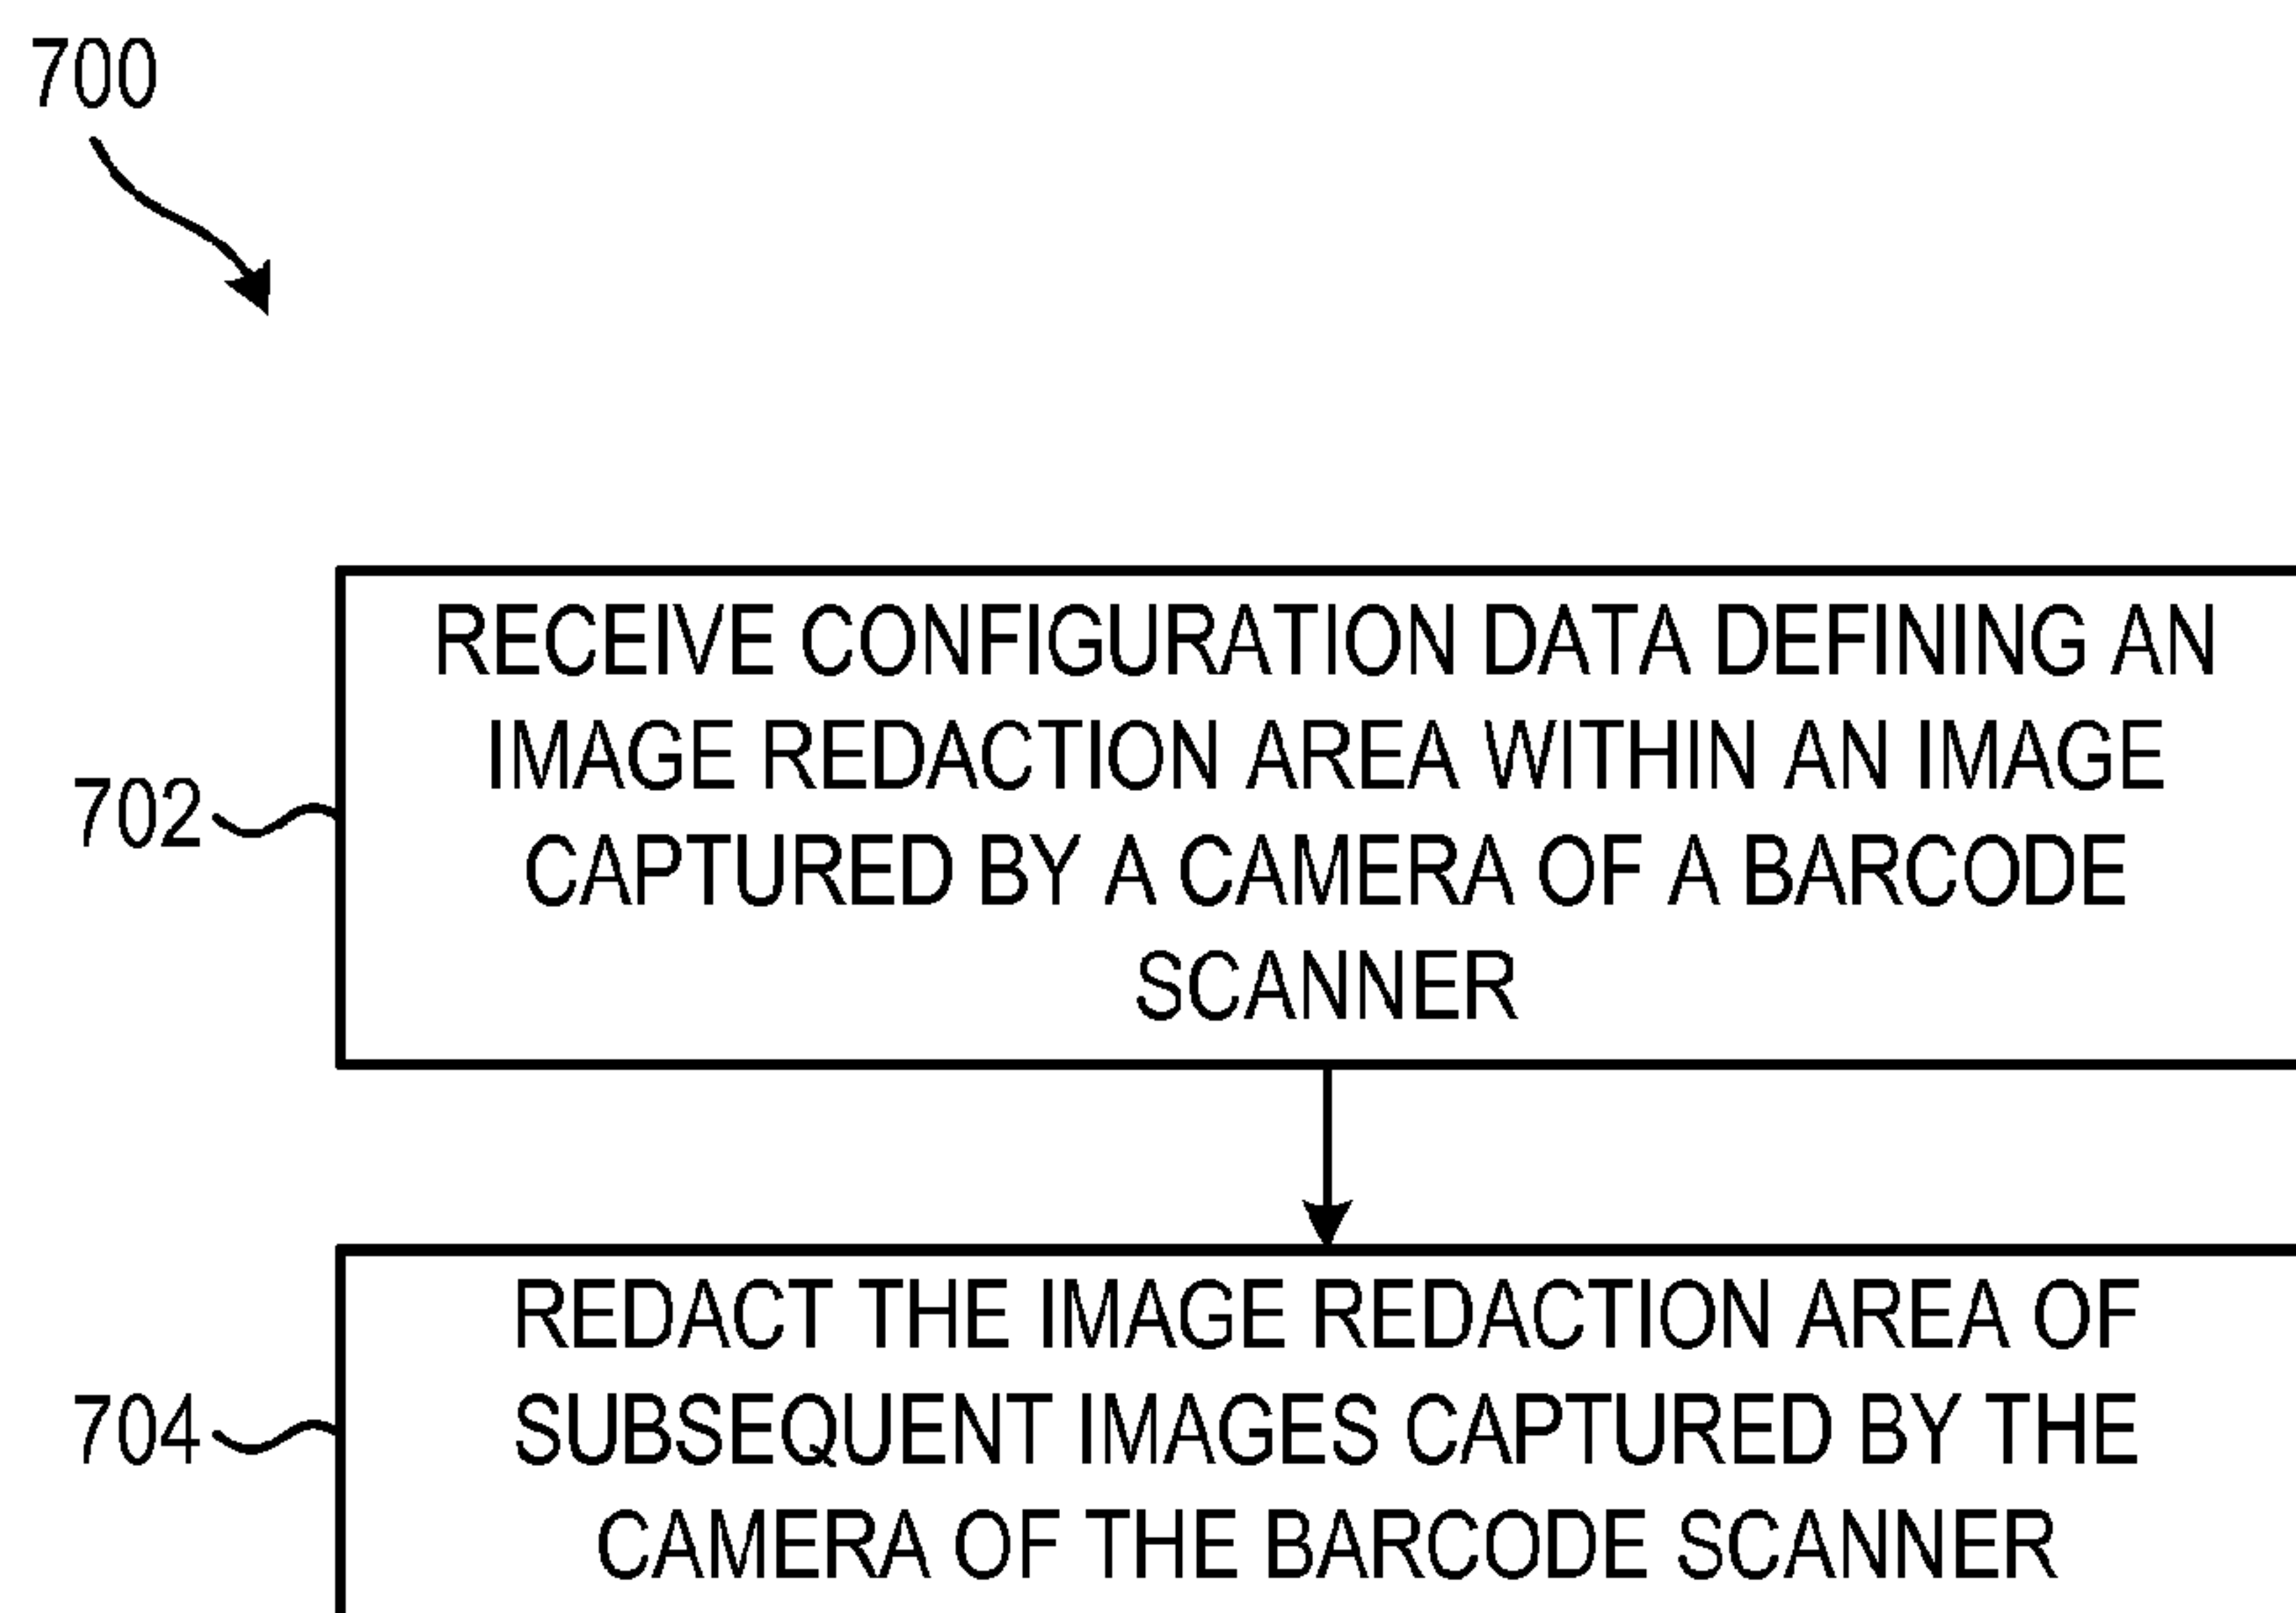 700
RECEIVE CONFIGURATION DATA DEFINING AN
IMAGE REDACTION AREA WITHIN AN IMAGE
702
CAPTURED BY A CAMERA OF A BARCODE
SCANNER
REDACT THE IMAGE REDACTION AREA OF
704
SUBSEQUENT IMAGES CAPTURED BY THE
CAMERA OF THE BARCODE SCANNER